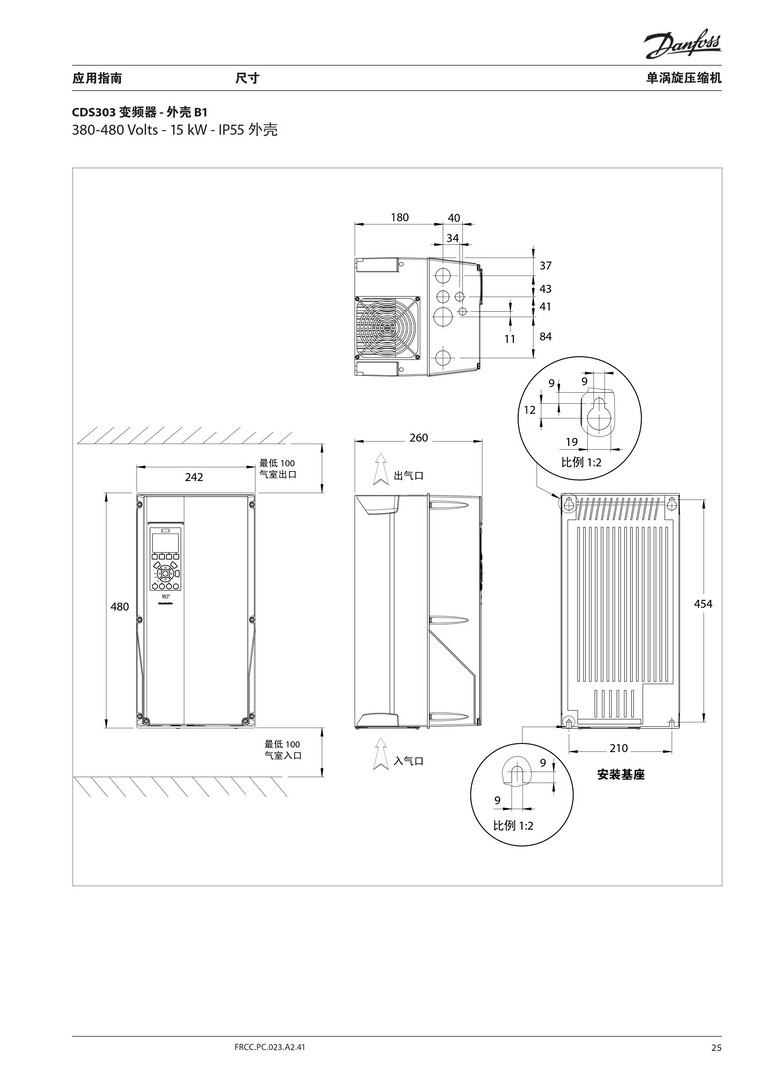 Danfoss
应用指南 尺寸 单涡旋压缩机
CDS303 变频器 - 外壳 B1
380-480 Volts - 15 kW - IP55 外壳
180 40
34
37
43
41
11 84
9 9
12
19
比例 1:2
260
最低 100
气室出口
242
出气口
480
454
最低 100
气室入口
入气口
210
安装基座
9
9
比例 1:2
FRCC.PC.023.A2.41 25